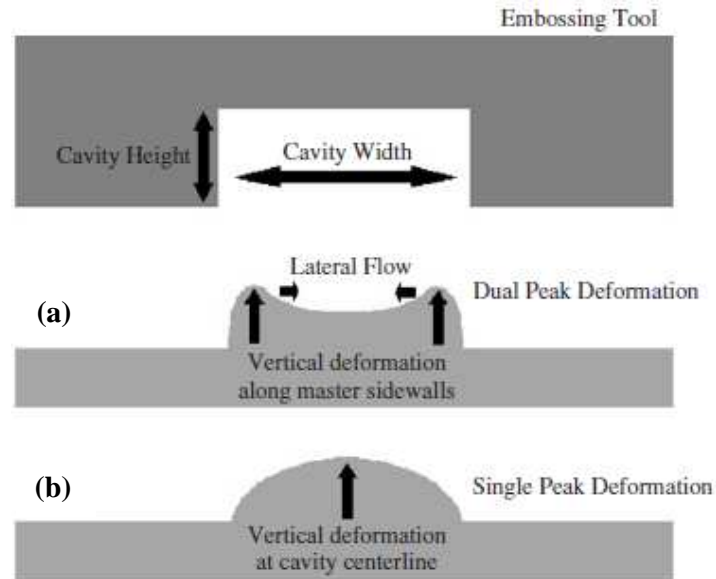 Embossing Tool
Cavity Height
Cavity Width
Lateral Flow
(a)
Dual Peak Deformation
Vertical deformation
along master sidewalls
(b)
Single Peak Deformation
Vertical deformation
at cavity centerline